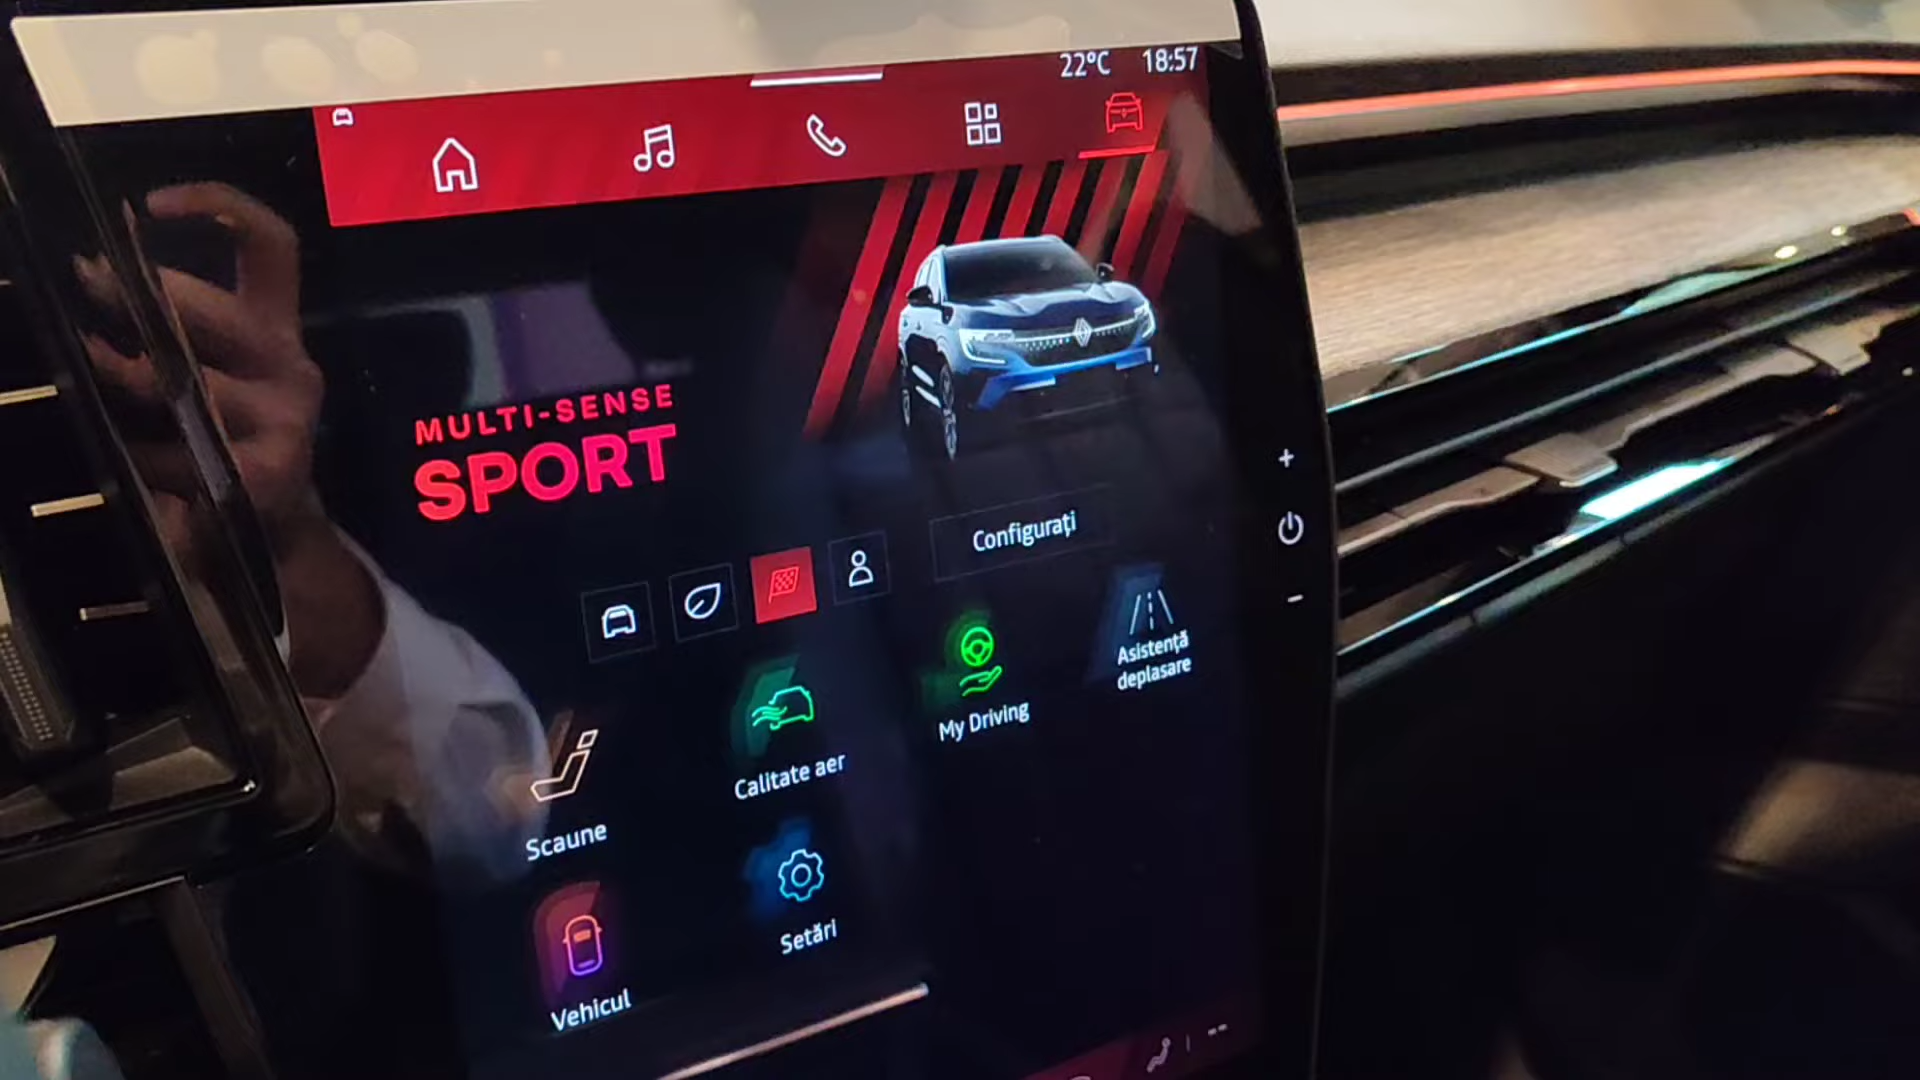 22°C 18:57
MULTI-SENSE
SPORT
Configurați
Asistență
deplasare
My Driving
Calitate aer
Scaune
Setări
Vehicul
+
-
--